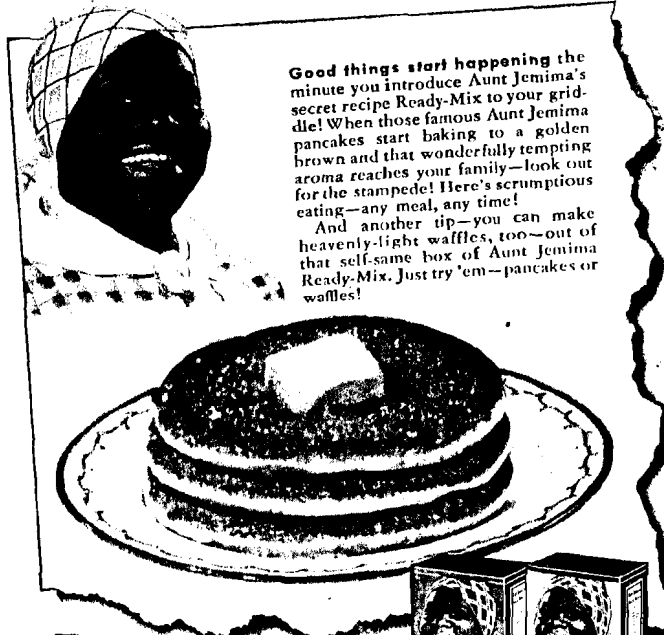 Good things start happening the
minute you introduce Aunt Jemima's
secret recipe Ready-Mix to your grid-
dle! When those famous Aunt Jemima
pancakes start baking to a golden
brown and that wonderfully tempting
aroma reaches your family—look out
for the stampede! Here's scrumptious
eating—any meal, any time!
And another tip—you can make
heavenly-light waffles, too—out of
that self-same box of Aunt Jemima
Ready-Mix. Just try 'em—pancakes or
waffles!